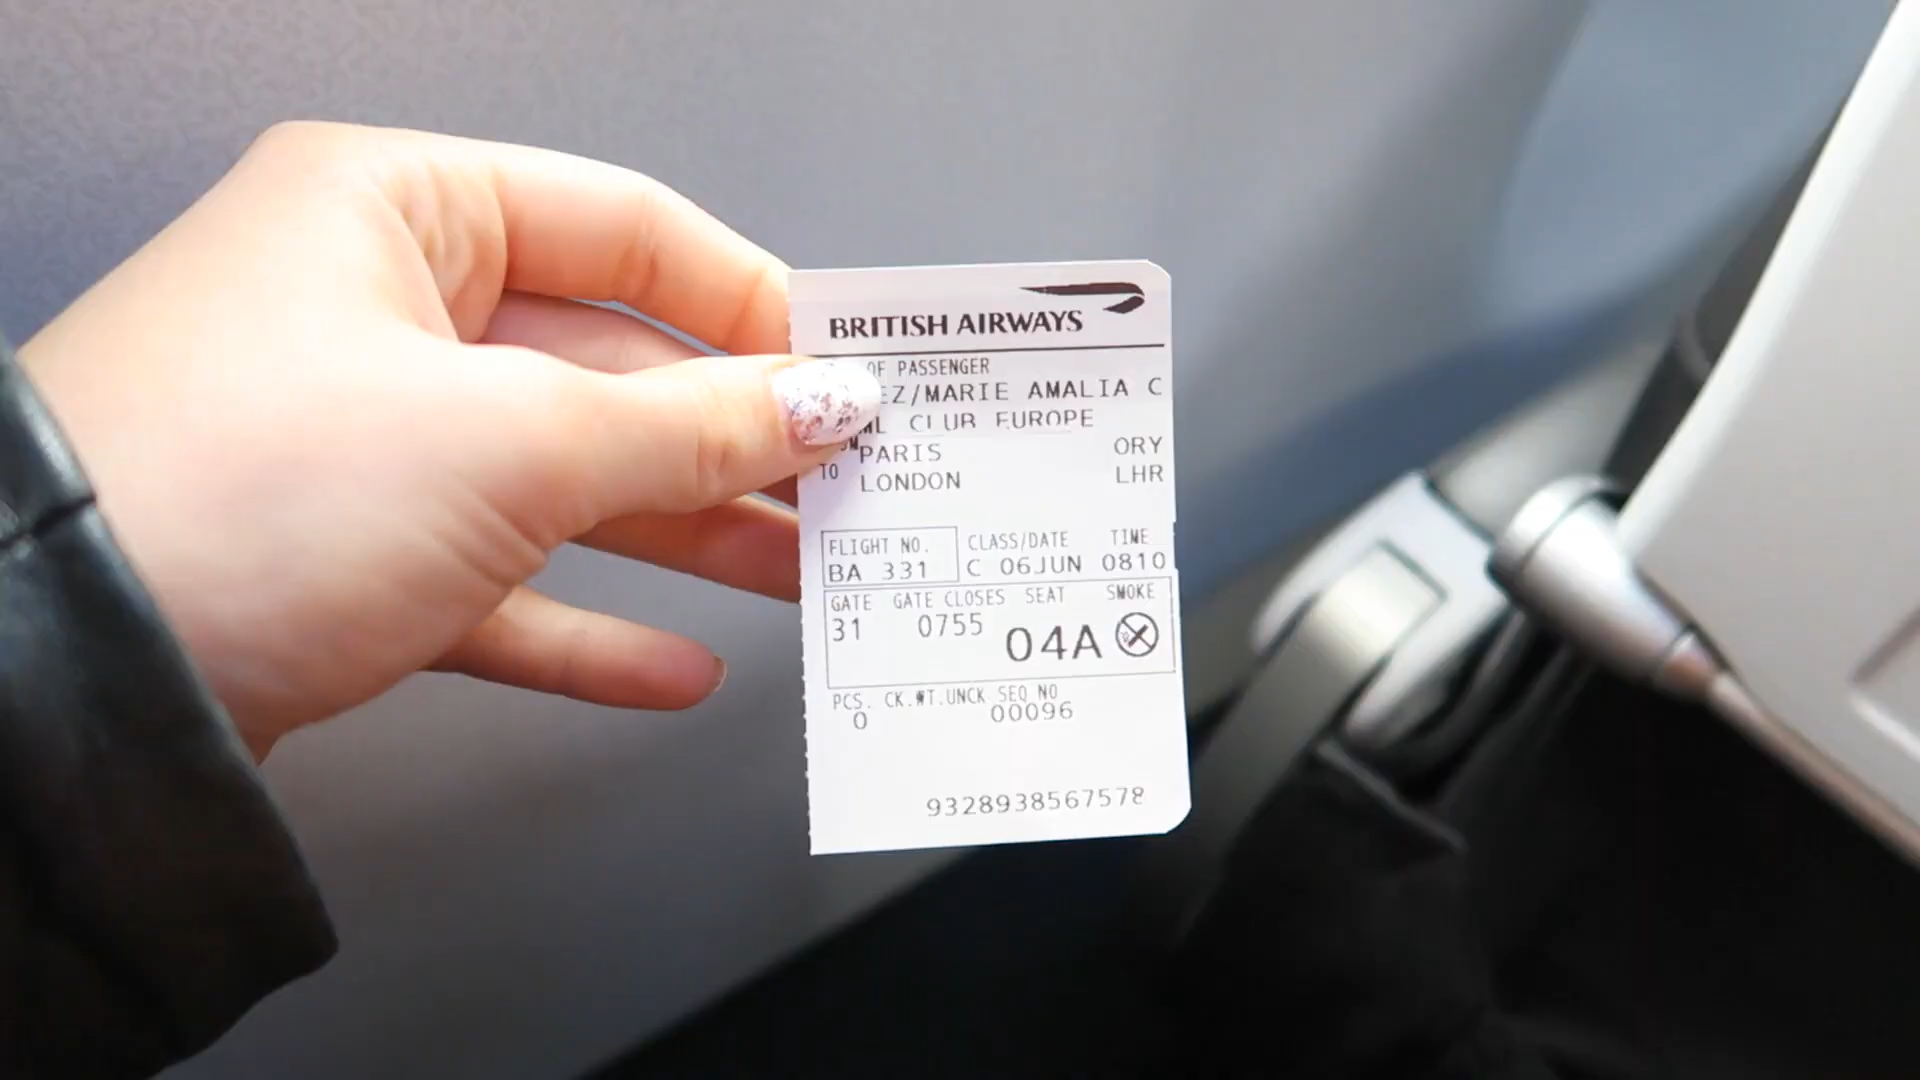 BRITISH AIRWAYS
OF PASSENGER
EZ/MARIE AMALIA C
ML CLUB EUROPE
PARIS ORY
TO LONDON LHR
FLIGHT NO. CLASS/DATE TIME
BA 331 C 06JUN 0810
GATE GATE CLOSES SEAT SMOKE
31 0755 04A
PCS. CK.WT.UNCK SEQ NO
0 00096
9328938567578